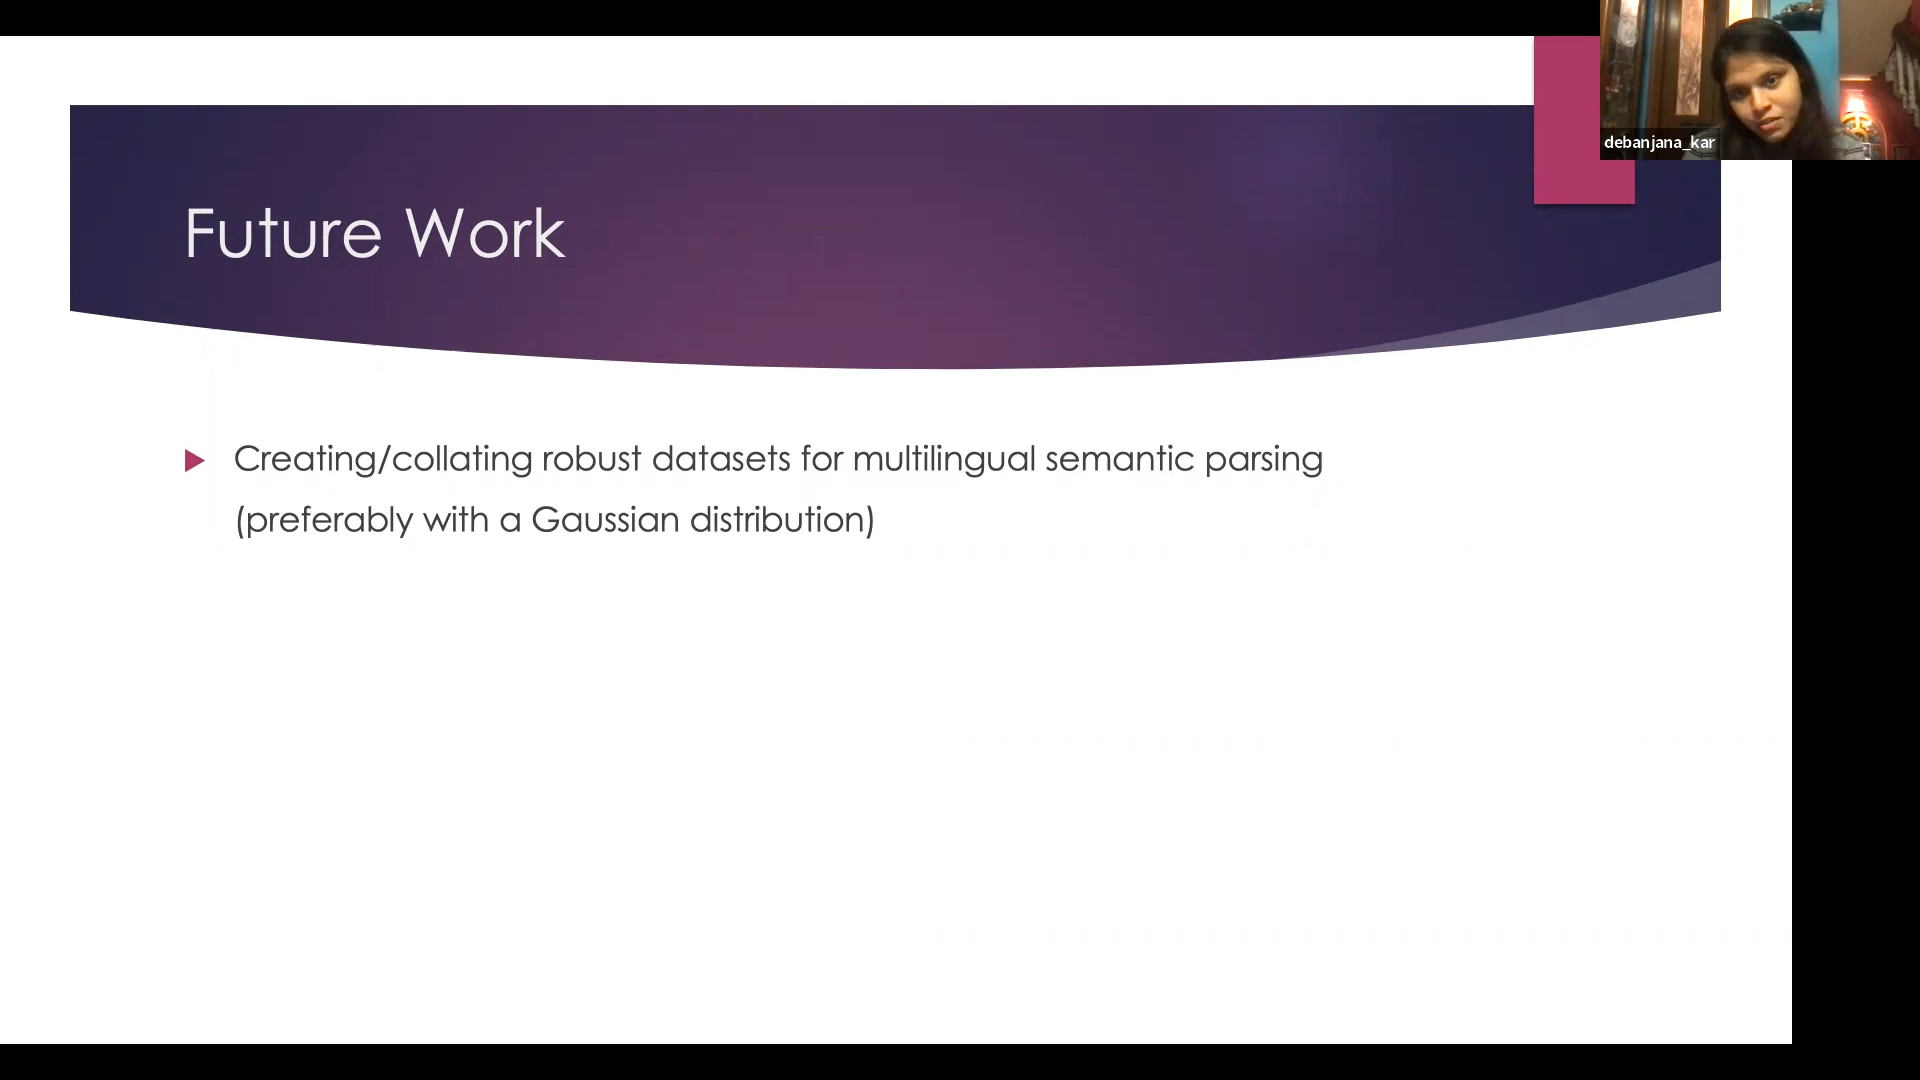 debanjana_kar
Future Work
Creating/collating robust datasets for multilingual semantic parsing
(preferably with a Gaussian distribution)